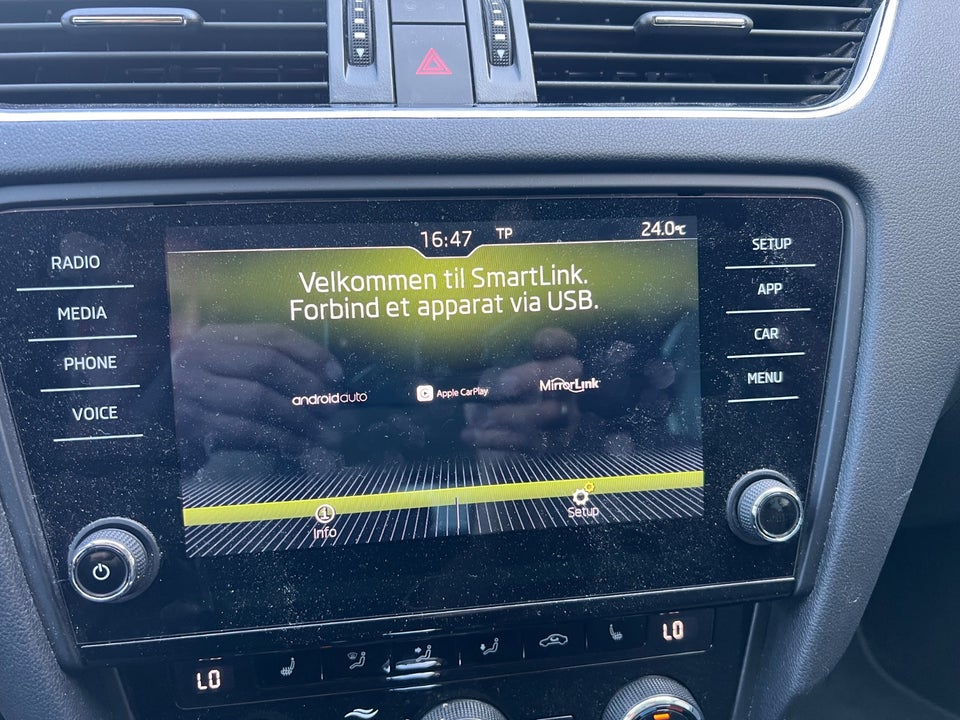 16:47 TP 24.0°C
RADIO
MEDIA
PHONE
VOICE
Velkommen til SmartLink.
Forbind et apparat via USB.
androidauto
Apple CarPlay
MirrorLink
Info
Setup
SETUP
APP
CAR
MENU
LO
LO